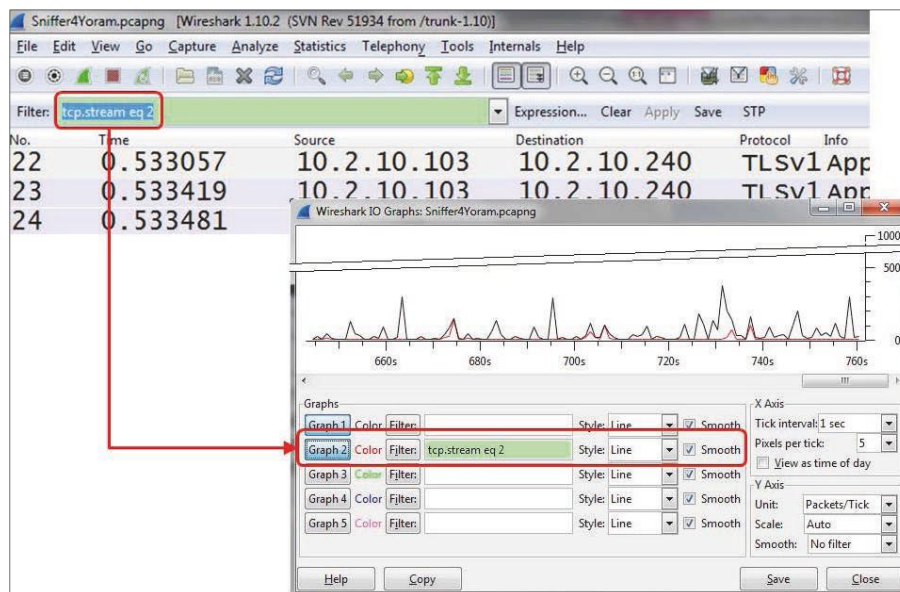 Sniffer4Yoram.pcapng [Wireshark 1.10.2 (SVN Rev 51934 from /trunk-1.10)]
File Edit View Go Capture Analyze Statistics Telephony Tools Internals Help
Filter: tcp.stream eq 2 Expression... Clear Apply Save STP
No. Time Source Destination Protocol Info
22 0.533057 10.2.10.103 10.2.10.240 TLSv1 App
23 0.533419 10.2.10.103 10.2.10.240 TLSv1 App
24 0.533481
Wireshark IO Graphs: Sniffer4Yoram.pcapng
1000
500
0
660s 680s 700s 720s 740s 760s
Graphs X Axis
Graph 1 Color Filter: Style: Line Smooth Tick interval: 1 sec
Graph 2 Color Filter: tcp.stream eq 2 Style: Line Smooth Pixels per tick: 5
Graph 3 Color Filter: Style: Line Smooth View as time of day
Y Axis
Graph 4 Color Filter: Style: Line Smooth Unit: Packets/Tick
Graph 5 Color Filter: Style: Line Smooth Scale: Auto
Smooth: No filter
Help Copy Save Close